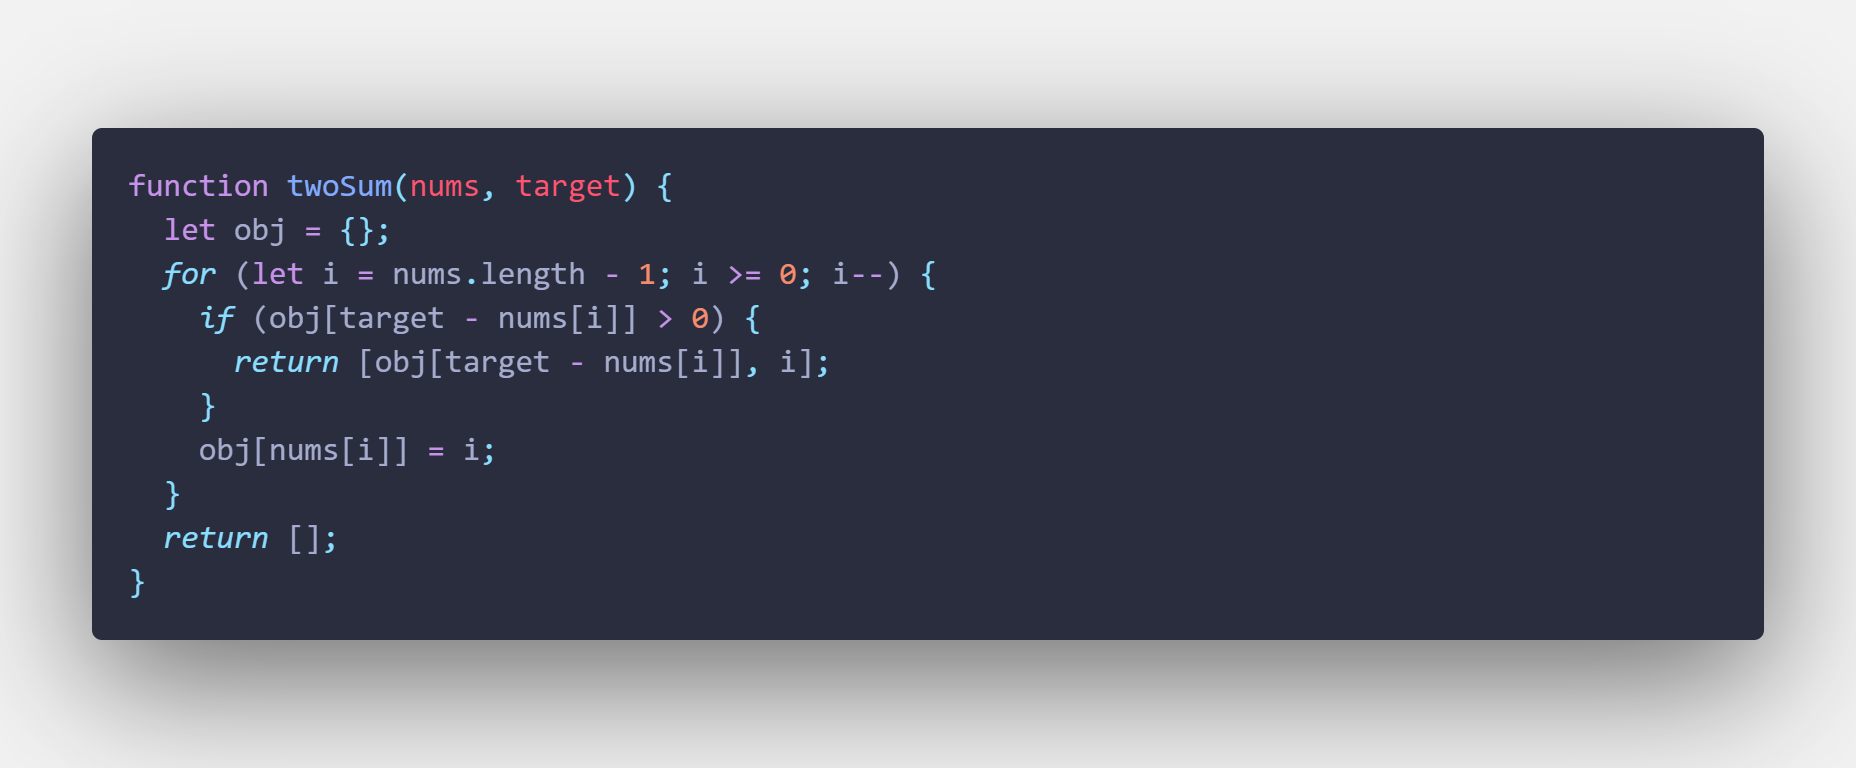 function twoSum(nums, target) {
  let obj = {};
  for (let i = nums.length - 1; i >= 0; i--) {
    if (obj[target - nums[i]] > 0) {
      return [obj[target - nums[i]], i];
    }
    obj[nums[i]] = i;
  }
  return [];
}